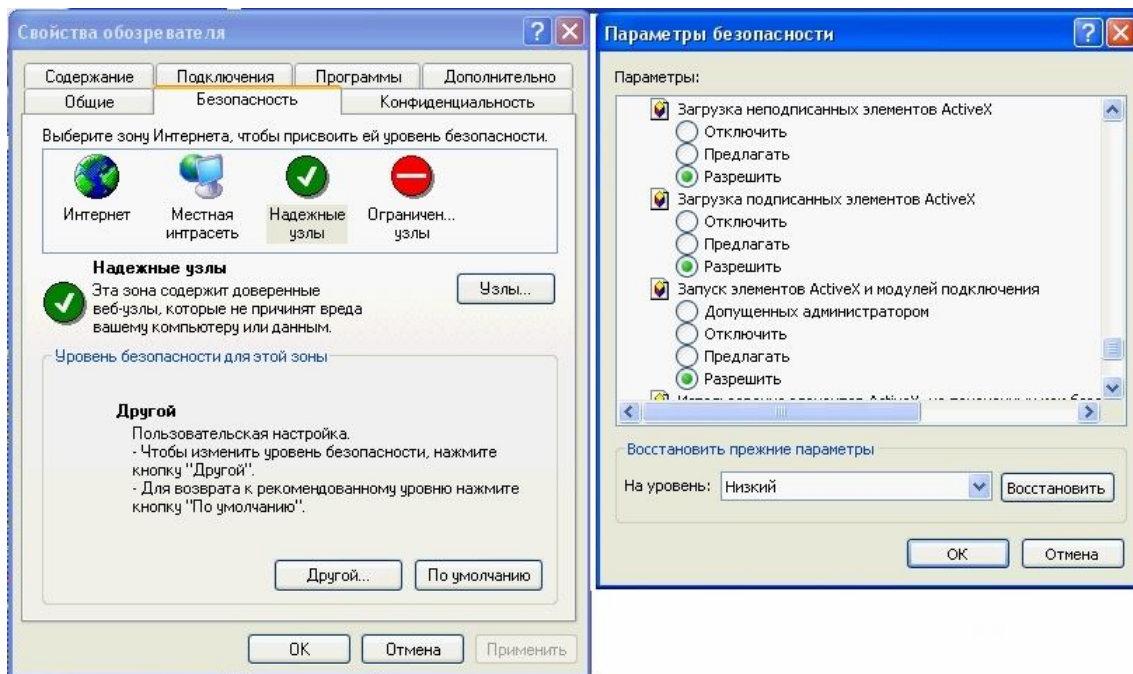 Свойства обозревателя
Содержание
Подключения
Программы
Дополнительно
Общие
Безопасность
Конфиденциальность
Выберите зону Интернета, чтобы присвоить ей уровень безопасности.
Интернет
Местная
интрасеть
Надежные
узлы
Ограничен...
узлы
Надежные узлы
Эта зона содержит доверенные
веб-узлы, которые не причинят вреда
вашему компьютеру или данным.
Узлы...
Уровень безопасности для этой зоны
Другой
Пользовательская настройка.
- Чтобы изменить уровень безопасности, нажмите
кнопку "Другой".
- Для возврата к рекомендованному уровню нажмите
кнопку "По умолчанию".
Другой...
По умолчанию
OK
Отмена
Применить
Параметры безопасности
Параметры:
Загрузка неподписанных элементов ActiveX
Отключить
Предлагать
Разрешить
Загрузка подписанных элементов ActiveX
Отключить
Предлагать
Разрешить
Запуск элементов ActiveX и модулей подключения
Допущенных администратором
Отключить
Предлагать
Разрешить
Восстановить прежние параметры
На уровень:
Низкий
Восстановить
OK
Отмена